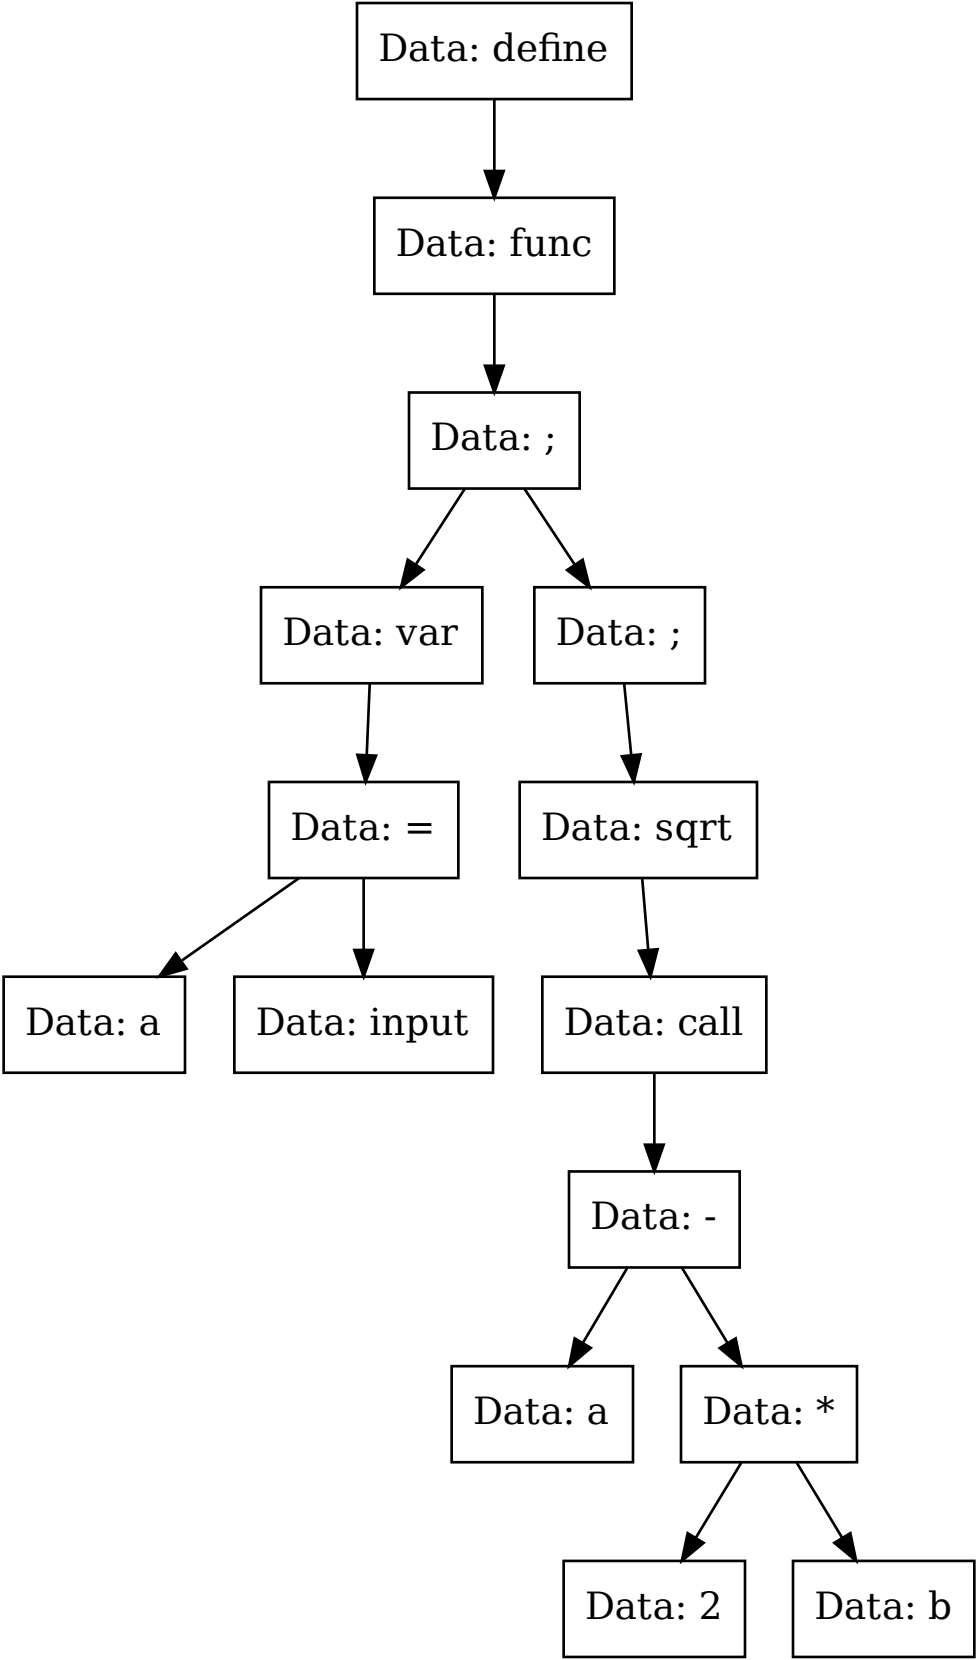 Data: define
Data: func
Data: ;
Data: var
Data: ;
Data: =
Data: sqrt
Data: a
Data: input
Data: call
Data: -
Data: a
Data: *
Data: 2
Data: b